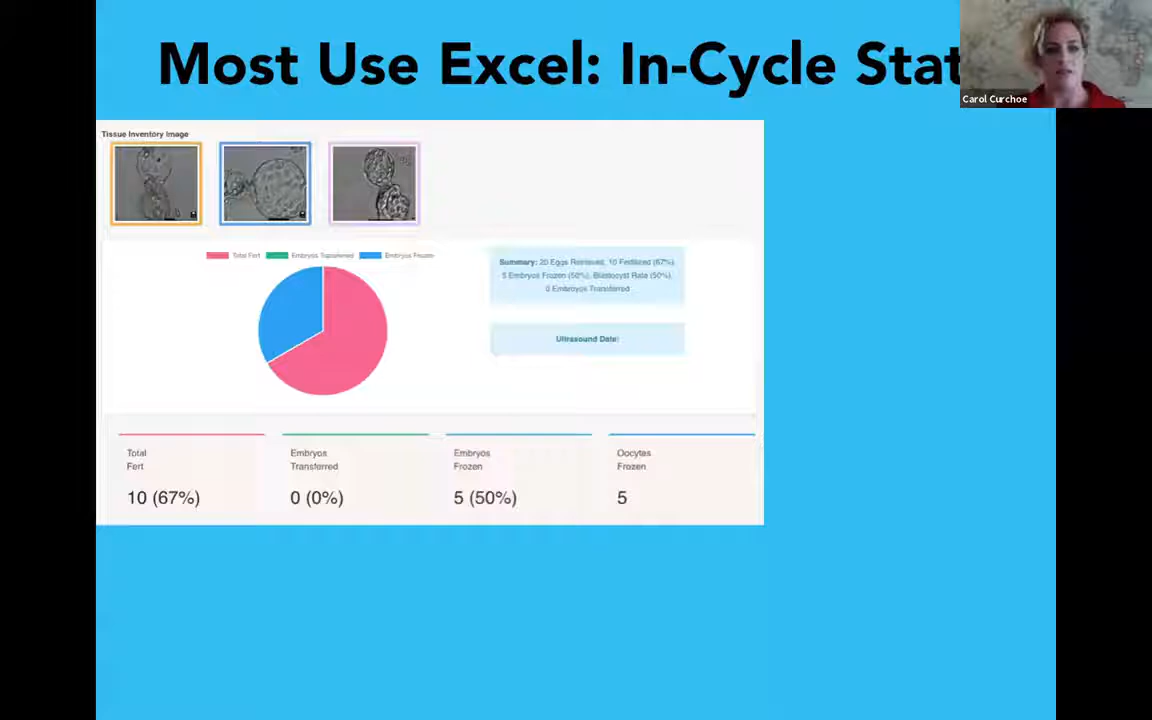 Most Use Excel: In-Cycle Stat
Carol Curchoe
Tissue Inventory Image
Total Fert
Embryos Transferred
Embryos Frozen
Summary: 20 Eggs Retrieved, 10 Fertilized (67%)
5 Embryos Frozen (50%), Blastocyst Rate (50%),
0 Embroyos Transferred
Ultrasound Date:
Total
Fert
10 (67%)
Embryos
Transferred
0 (0%)
Embryos
Frozen
5 (50%)
Oocytes
Frozen
5